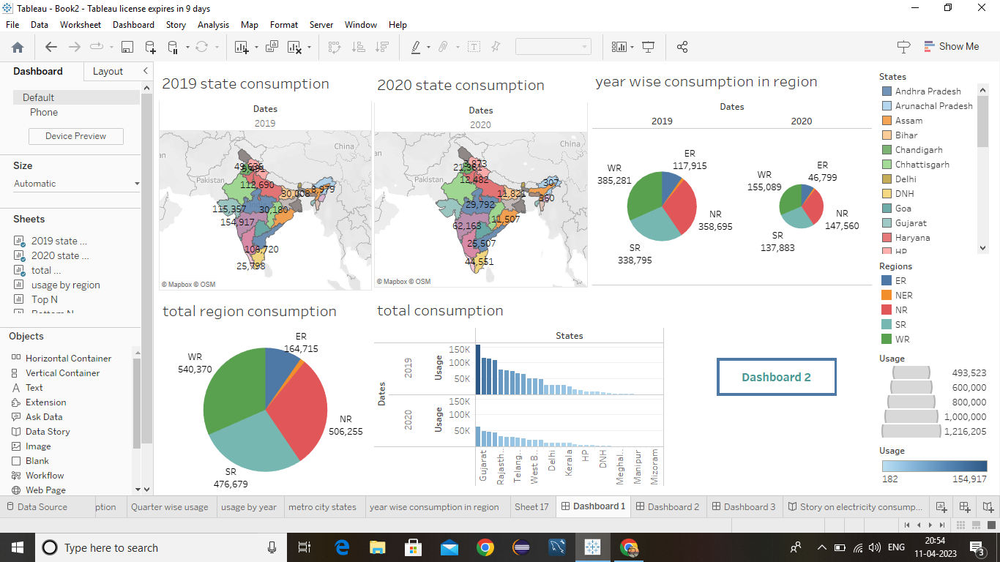 Tableau - Book2 - Tableau license expires in 9 days
File Data Worksheet Dashboard Story Analysis Map Format Server Window Help
Show Me
Dashboard
Layout
Default
Phone
Device Preview
Size
Automatic
Sheets
2019 state ...
2020 state ...
total ...
usage by region
Top N
Objects
Horizontal Container
Vertical Container
Text
Extension
Ask Data
Data Story
Image
Blank
Workflow
Web Page
2019 state consumption
Dates
2019
China
Pakistan
112,690
30,008
8,979
115,357
30,180
154,917
106,720
25,798
© Mapbox © OSM
2020 state consumption
Dates
2020
China
Pakistan
3,873
21,361
12,482
307
11,821
360
29,792
11,507
62,163
25,507
44,551
© Mapbox © OSM
year wise consumption in region
Dates
2019
2020
ER
117,915
WR
385,281
NR
358,695
SR
338,795
ER
46,799
WR
155,089
NR
147,560
SR
137,883
total region consumption
ER
164,715
WR
540,370
NR
506,255
SR
476,679
total consumption
States
Dates
2019
Usage
150K
100K
50K
2020
Usage
150K
100K
50K
Gujarat
Rajasth..
Telang..
West B..
Delhi
Kerala
HP
DNH
Meghal..
Manipur
Mizoram
Dashboard 2
States
Andhra Pradesh
Arunachal Pradesh
Assam
Bihar
Chandigarh
Chhattisgarh
Delhi
DNH
Goa
Gujarat
Haryana
HP
Regions
ER
NER
NR
SR
WR
Usage
493,523
600,000
800,000
1,000,000
1,216,205
Usage
182 154,917
Data Source
ption
Quarter wise usage
usage by year
metro city states
year wise consumption in region
Sheet 17
Dashboard 1
Dashboard 2
Dashboard 3
Story on electricity consump...
Type here to search
ENG
20:54
11-04-2023
3